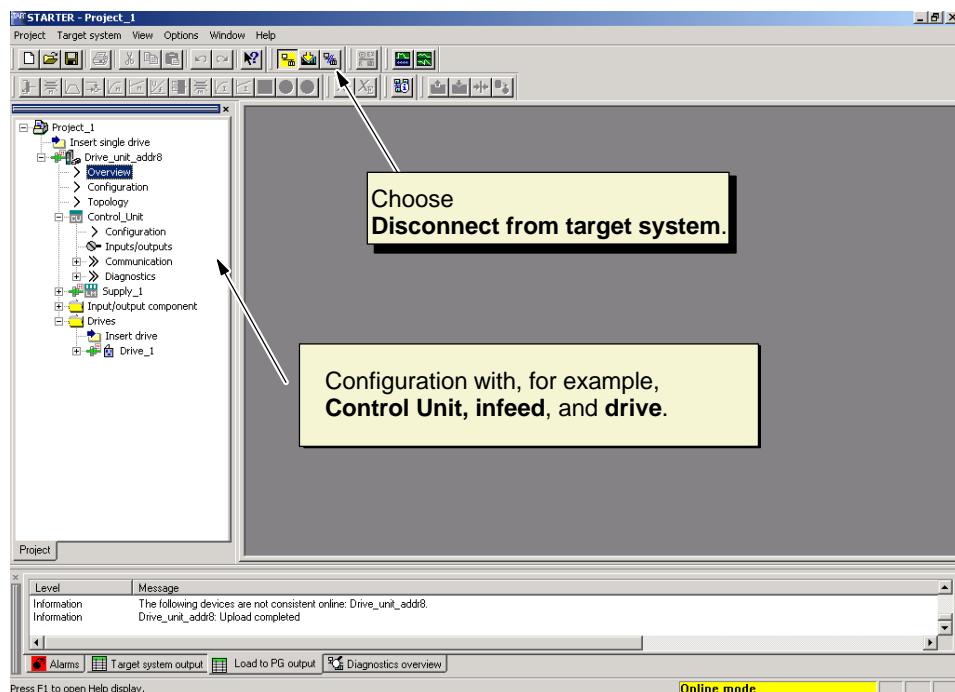 STARTER - Project_1
Project Target system View Options Window Help
Project_1
Insert single drive
Drive_unit_addr8
Overview
Configuration
Topology
Control_Unit
Configuration
Inputs/outputs
Communication
Diagnostics
Supply_1
Input/output component
Drives
Insert drive
Drive_1
Choose
Disconnect from target system.
Configuration with, for example,
Control Unit, infeed, and drive.
Project
Level Message
Information The following devices are not consistent online: Drive_unit_addr8.
Information Drive_unit_addr8: Upload completed
Alarms Target system output Load to PG output Diagnostics overview
Press F1 to open Help display. Online mode